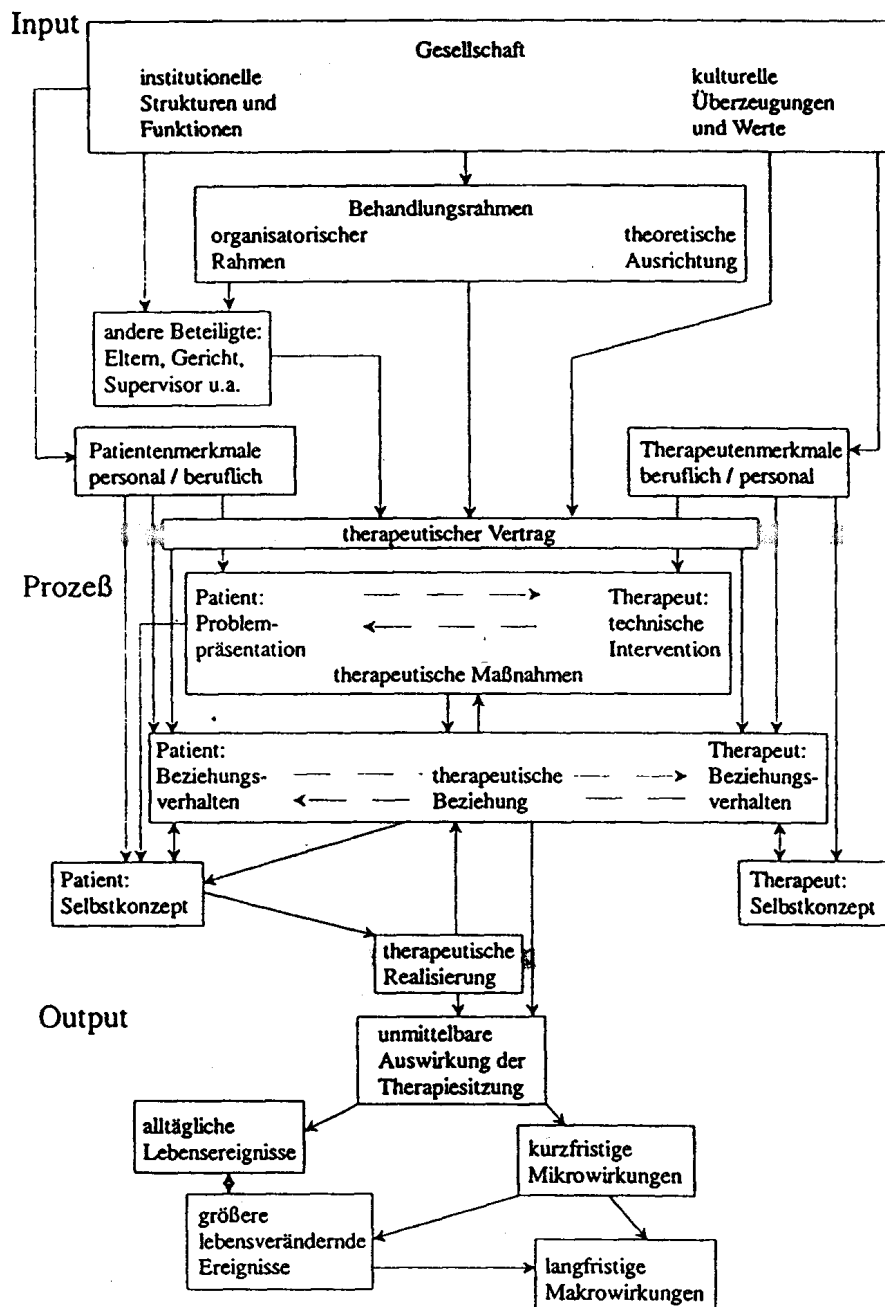 Input
Gesellschaft
institutionelle
Strukturen und
Funktionen
kulturelle
Überzeugungen
und Werte
Behandlungsrahmen
organisatorischer
Rahmen
theoretische
Ausrichtung
andere Beteiligte:
Eltern, Gericht,
Supervisor u.a.
Patientenmerkmale
personal / beruflich
Therapeutenmerkmale
beruflich / personal
therapeutischer Vertrag
Prozeß
Patient:
Problem-
präsentation
Therapeut:
technische
Intervention
therapeutische Maßnahmen
Patient:
Beziehungs-
verhalten
therapeutische
Beziehung
Therapeut:
Beziehungs-
verhalten
Patient:
Selbstkonzept
Therapeut:
Selbstkonzept
therapeutische
Realisierung
Output
unmittelbare
Auswirkung der
Therapiesitzung
alltägliche
Lebensereignisse
kurzfristige
Mikrowirkungen
größere
lebensverändernde
Ereignisse
langfristige
Makrowirkungen